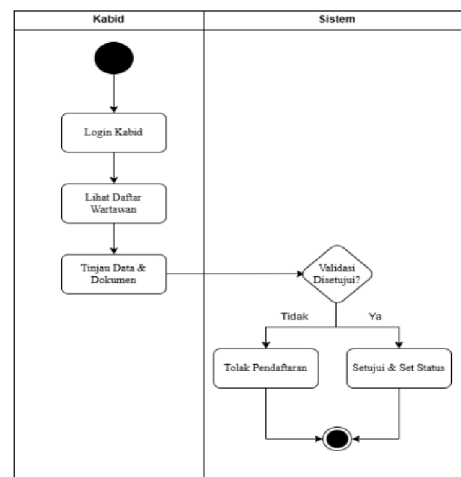 Kabid
Sistem
Login Kabid
Lihat Daftar
Wartawan
Tinjau Data &
Dokumen
Validasi
Disetujui?
Tidak
Ya
Tolak Pendaftaran
Setujui & Set Status